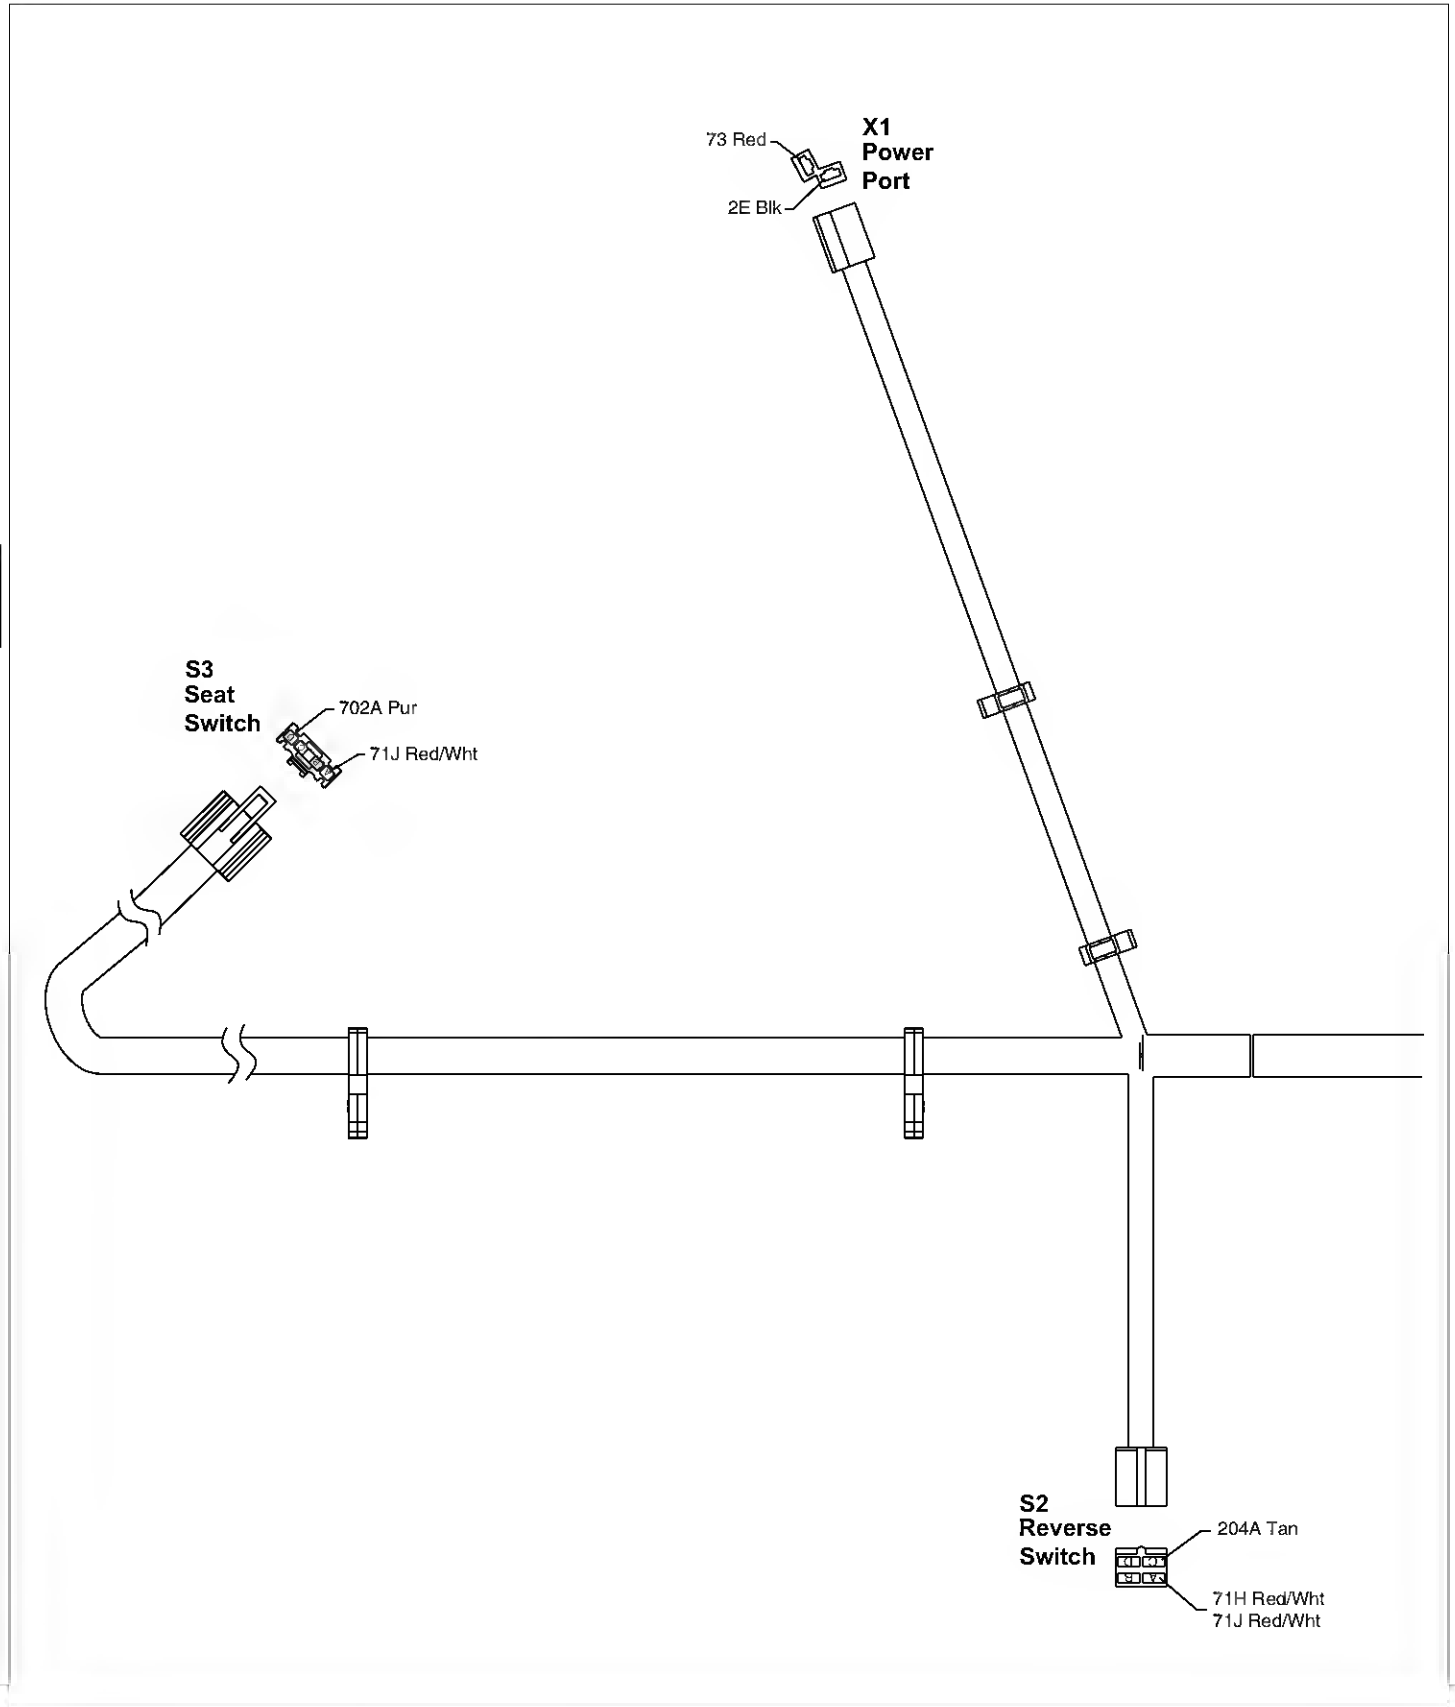 73 Red
X1
Power
Port
2E Blk
S3
Seat
Switch
702A Pur
71J Red/Wht
S2
Reverse
Switch
204A Tan
D C
B A
71H Red/Wht
71J Red/Wht